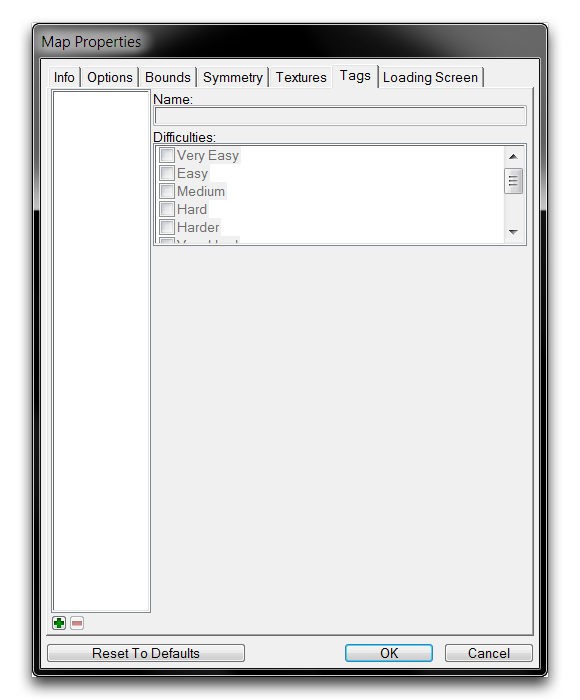 Map Properties
Info Options Bounds Symmetry Textures Tags Loading Screen
Name:
Difficulties:
Very Easy
Easy
Medium
Hard
Harder
Reset To Defaults OK Cancel